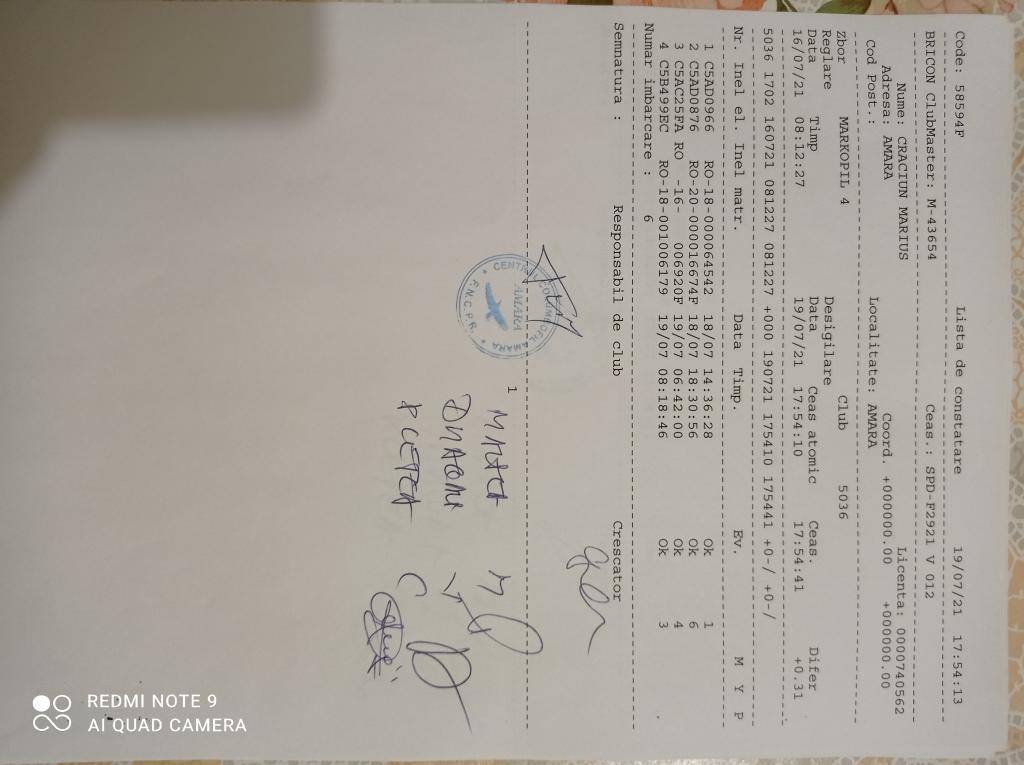 Code: 58594F Lista de constatare 19/07/21 17:54:13
BRICON ClubMaster: M-43654 Ceas.: SPD-F2921 V 012
Nume: CRACIUN MARIUS Licenta: 0000740562
Adresa: AMARA Coord. +000000.00 +000000.00
Cod Post.: Localitate: AMARA
Zbor MARKOPIL 4 Club 5036
Reglare Desigilare
Data Timp Data Ceas atomic Ceas. Difer
16/07/21 08:12:27 19/07/21 17:54:10 17:54:41 +0.31
5036 1702 160721 081227 081227 +000 190721 175410 175441 +0-/ +0-/
Nr. Inel el. Inel matr. Data Timp. Ev. M Y P
1 C5AD0966 RO-18-000064542 18/07 14:36:28 Ok 1
2 C5AD0876 RO-20-000016674F 18/07 18:30:56 Ok 6
3 C5AC25FA RO -16- 006920F 19/07 06:42:00 Ok 4
4 C5B499EC RO-18-001006179 19/07 08:18:46 Ok 3
Numar imbarcare : 6
Semnatura : Responsabil de club Crescator
1
AMARA
F.N.C.P.R.
REDMI NOTE 9
AI QUAD CAMERA